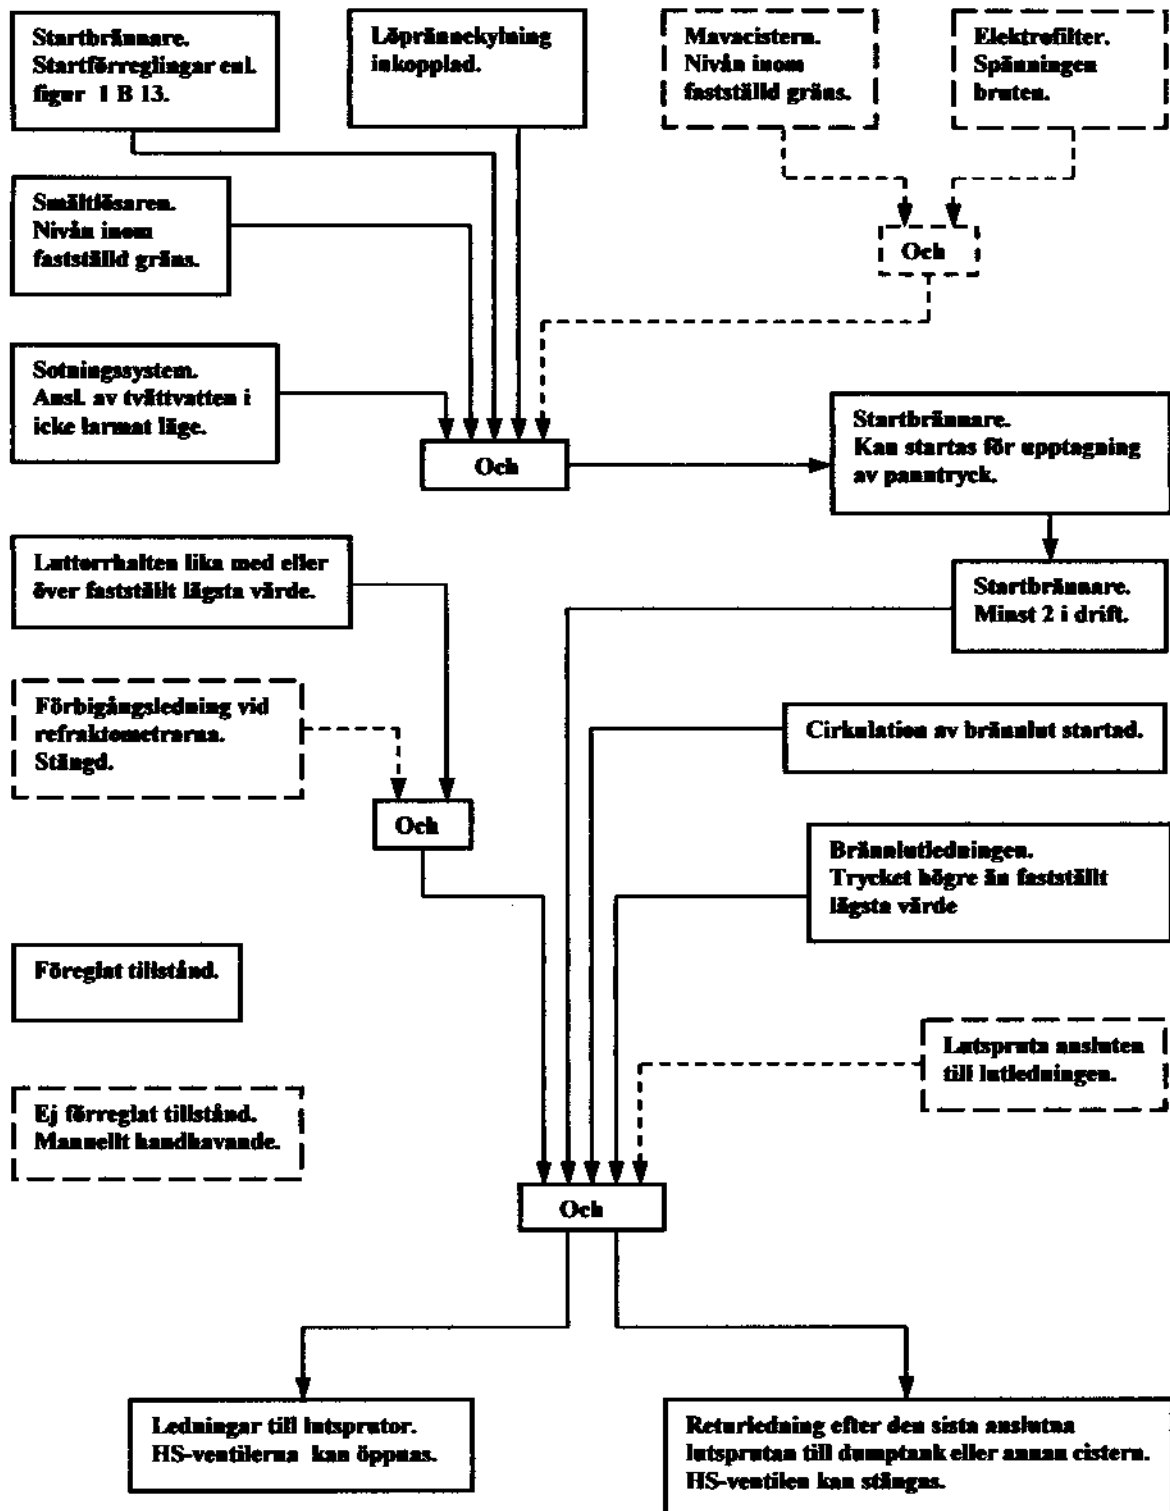 Startbrännare.
Startförreglingar enl.
figur 1 B 13.
Löprännekylning
inkopplad.
Mavacistern.
Nivån inom
fastställd gräns.
Elektrofilter.
Spänningen
bruten.
Smältlösaren.
Nivån inom
fastställd gräns.
Och
Sotningssystem.
Ansl. av tvättvatten i
icke larmat läge.
Och
Startbrännare.
Kan startas för upptagning
av panntryck.
Luttorrhalten lika med eller
över fastställt lägsta värde.
Startbrännare.
Minst 2 i drift.
Förbigångsledning vid
refraktometrarna.
Stängd.
Cirkulation av brännlut startad.
Och
Brännlutledningen.
Trycket högre än fastställt
lägsta värde
Föreglat tillstånd.
Lutspruta ansluten
till lutledningen.
Ej förreglat tillstånd.
Manuellt handhavande.
Och
Ledningar till lutsprutor.
HS-ventilerna kan öppnas.
Returledning efter den sista anslutna
lutsprutan till dumptank eller annan cistern.
HS-ventilen kan stängas.